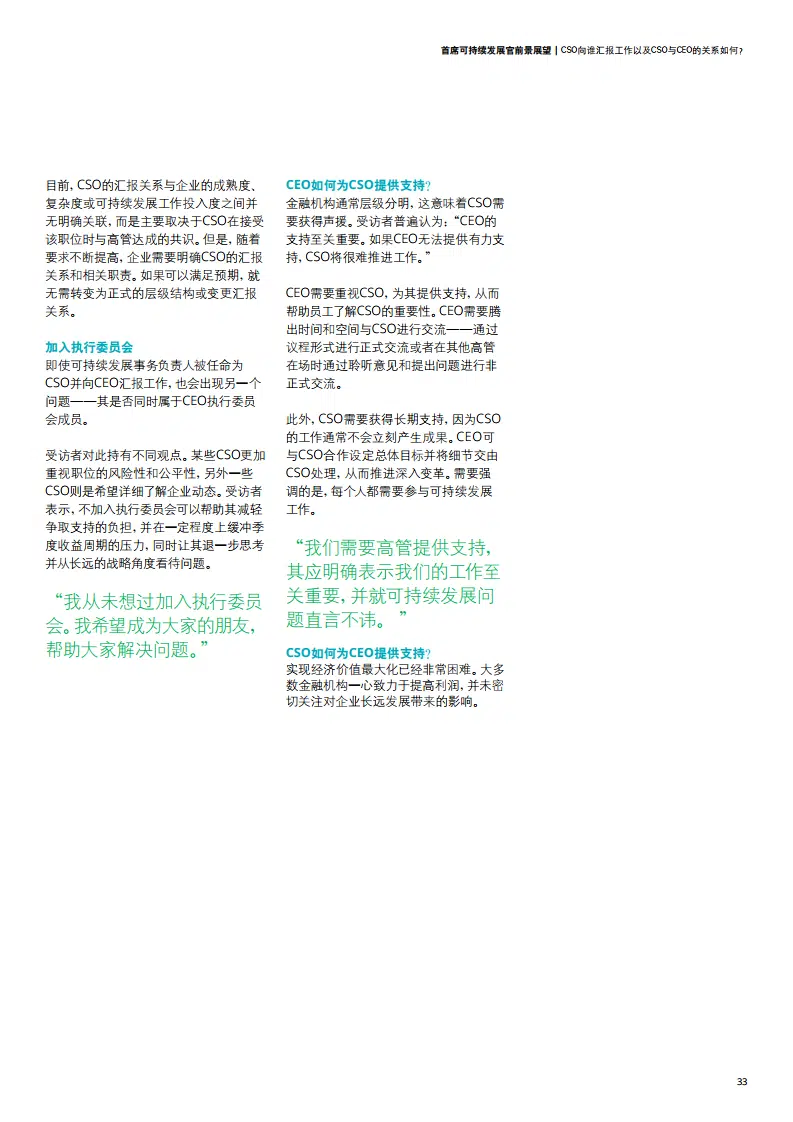 首席可持续发展官前景展望 | CSO向谁汇报工作以及CSO与CEO的关系如何?
目前, CSO的汇报关系与企业的成熟度、
复杂度或可持续发展工作投入度之间并
无明确关联, 而是主要取决于CSO在接受
该职位时与高管达成的共识。但是, 随着
要求不断提高, 企业需要明确CSO的汇报
关系和相关职责。如果可以满足预期, 就
无需转变为正式的层级结构或变更汇报
关系。
加入执行委员会
即使可持续发展事务负责人被任命为
CSO并向CEO汇报工作, 也会出现另一个
问题——其是否同时属于CEO执行委员
会成员。
受访者对此持有不同观点。某些CSO更加
重视职位的风险性和公平性, 另外一些
CSO则是希望详细了解企业动态。受访者
表示, 不加入执行委员会可以帮助其减轻
争取支持的负担, 并在一定程度上缓冲季
度收益周期的压力, 同时让其退一步思考
并从长远的战略角度看待问题。
“我从未想过加入执行委员
会。我希望成为大家的朋友,
帮助大家解决问题。”
CEO如何为CSO提供支持?
金融机构通常层级分明, 这意味着CSO需
要获得声援。受访者普遍认为: “CEO的
支持至关重要。如果CEO无法提供有力支
持, CSO将很难推进工作。”
CEO需要重视CSO, 为其提供支持, 从而
帮助员工了解CSO的重要性。CEO需要腾
出时间和空间与CSO进行交流——通过
议程形式进行正式交流或者在其他高管
在场时通过聆听意见和提出问题进行非
正式交流。
此外, CSO需要获得长期支持, 因为CSO
的工作通常不会立刻产生成果。CEO可
与CSO合作设定总体目标并将细节交由
CSO处理, 从而推进深入变革。需要强
调的是, 每个人都需要参与可持续发展
工作。
“我们需要高管提供支持,
其应明确表示我们的工作至
关重要, 并就可持续发展问
题直言不讳。 ”
CSO如何为CEO提供支持?
实现经济价值最大化已经非常困难。大多
数金融机构一心致力于提高利润, 并未密
切关注对企业长远发展带来的影响。
33